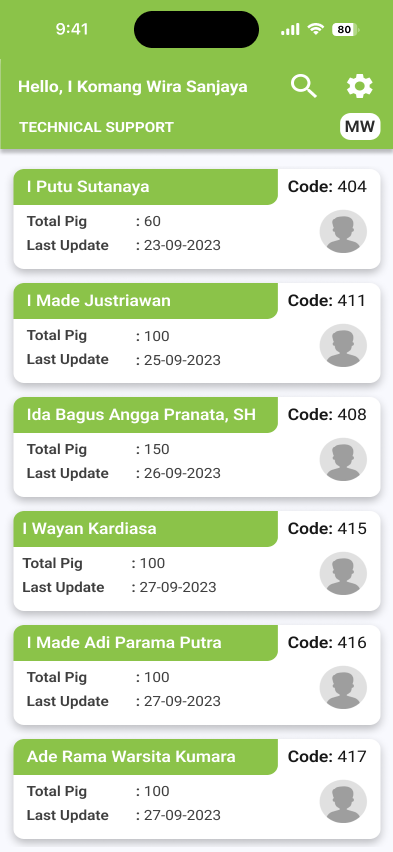 9:41
80
Hello, I Komang Wira Sanjaya
TECHNICAL SUPPORT
MW
I Putu Sutanaya
Code: 404
Total Pig : 60
Last Update : 23-09-2023
I Made Justriawan
Code: 411
Total Pig : 100
Last Update : 25-09-2023
Ida Bagus Angga Pranata, SH
Code: 408
Total Pig : 150
Last Update : 26-09-2023
I Wayan Kardiasa
Code: 415
Total Pig : 100
Last Update : 27-09-2023
I Made Adi Parama Putra
Code: 416
Total Pig : 100
Last Update : 27-09-2023
Ade Rama Warsita Kumara
Code: 417
Total Pig : 100
Last Update : 27-09-2023